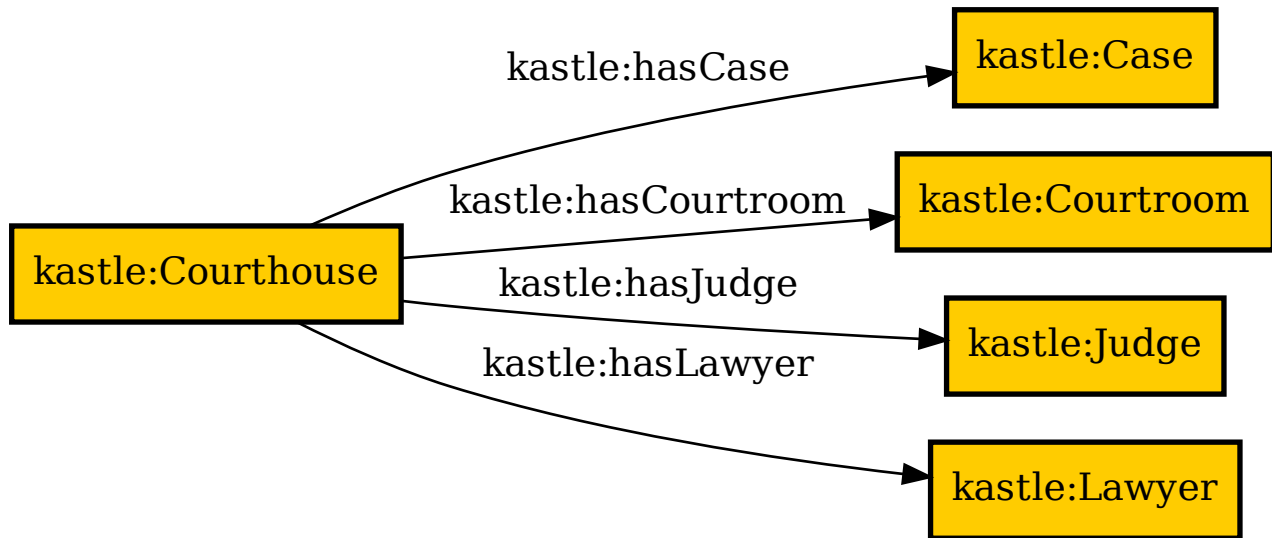 kastle:Case
kastle:hasCase
kastle:hasCourtroom
kastle:Courtroom
kastle:Courthouse
kastle:hasJudge
kastle:Judge
kastle:hasLawyer
kastle:Lawyer